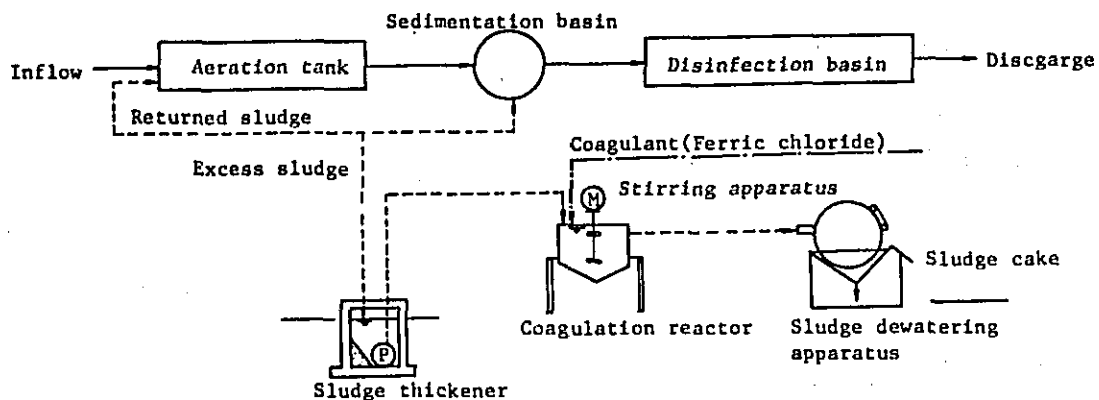 Sedimentation basin
Inflow
Aeration tank
Disinfection basin
Discgarge
Returned sludge
Coagulant(Ferric chloride)
Excess sludge
Stirring apparatus
M
Sludge cake
Coagulation reactor
Sludge dewatering
apparatus
P
Sludge thickener